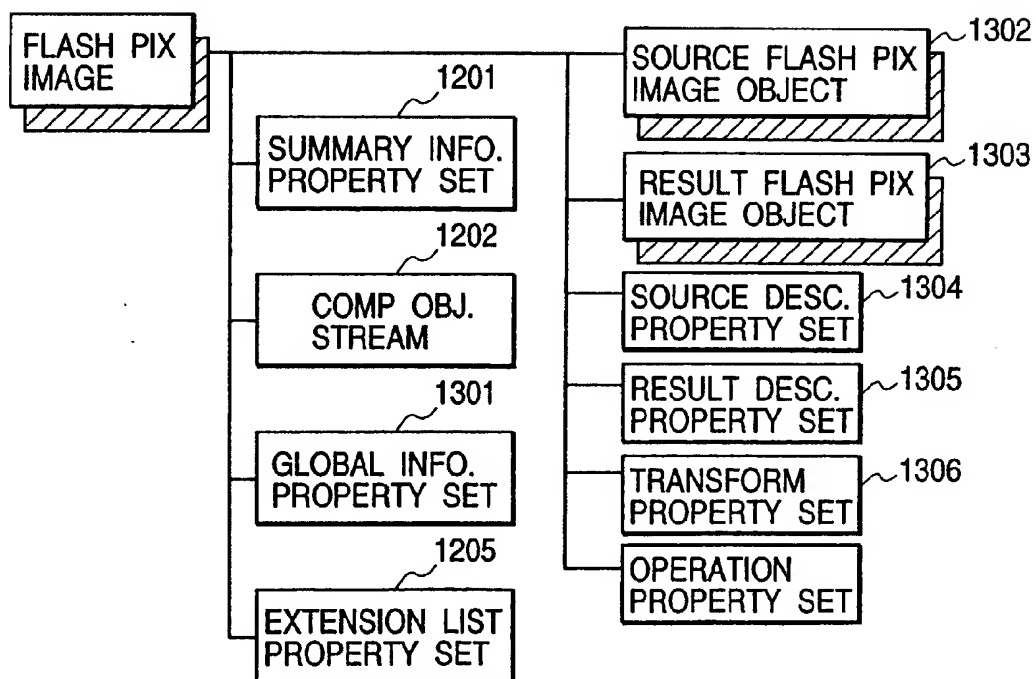 FLASH PIX
IMAGE
1201
SUMMARY INFO.
PROPERTY SET
1202
COMP OBJ.
STREAM
1301
GLOBAL INFO.
PROPERTY SET
1205
EXTENSION LIST
PROPERTY SET
1302
SOURCE FLASH PIX
IMAGE OBJECT
1303
RESULT FLASH PIX
IMAGE OBJECT
1304
SOURCE DESC.
PROPERTY SET
1305
RESULT DESC.
PROPERTY SET
1306
TRANSFORM
PROPERTY SET
OPERATION
PROPERTY SET